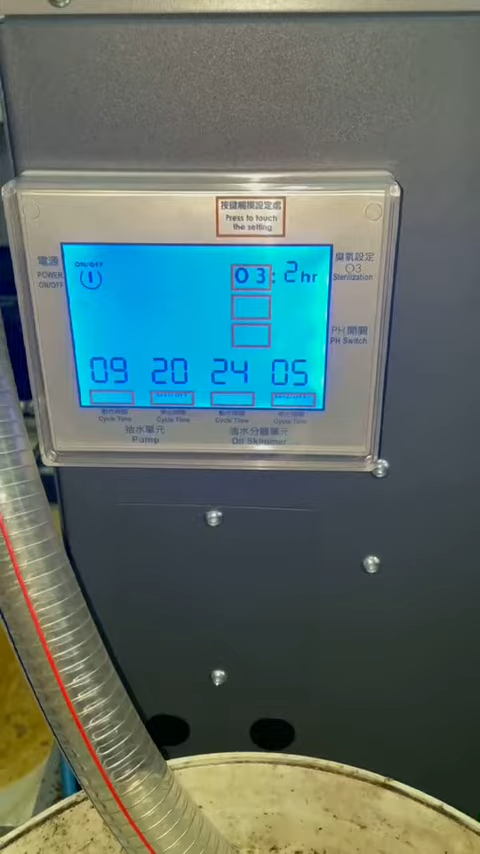 按鍵觸摸設定處
Press to touch
the setting
電源
POWER
ON/OFF
ON/OFF
O3: 2hr
臭氧設定
O3
Sterilization
PH開關
PH Switch
09 20 24 05
Cycle Time Cycle Time Cycle Time Cycle Time
抽水單元
Pump
油水分離單元
Oil Skimmer